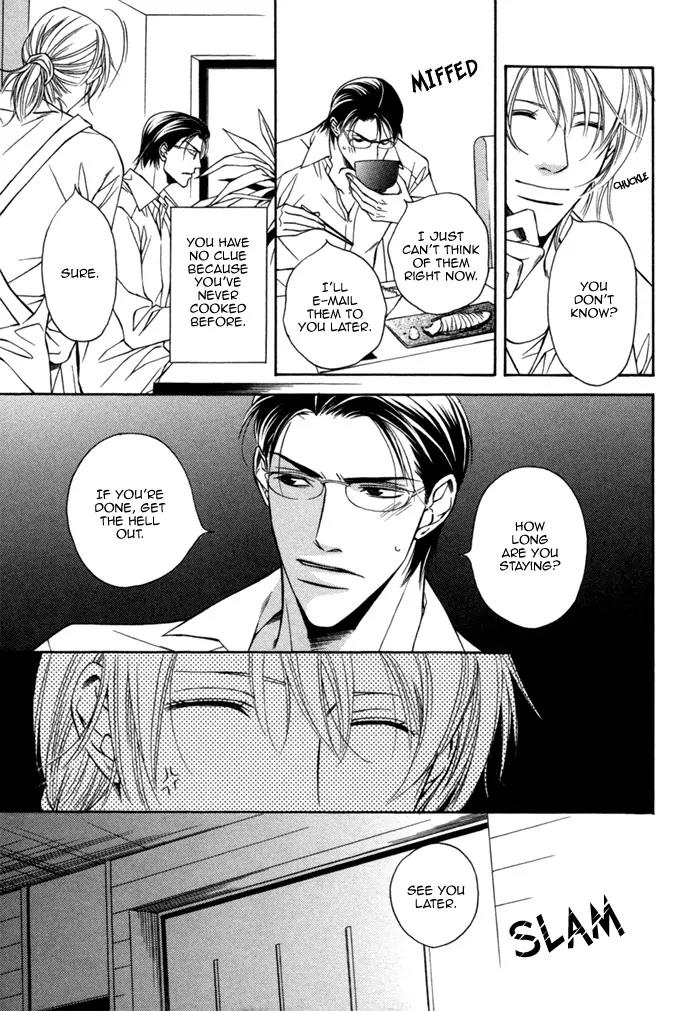 CHUCKLE
YOU
DON'T
KNOW?
MIFFED
I JUST
CAN'T THINK
OF THEM
RIGHT NOW.
I'LL
E-MAIL
THEM TO
YOU LATER.
YOU HAVE
NO CLUE
BECAUSE
YOU'VE
NEVER
COOKED
BEFORE.
SURE.
HOW
LONG
ARE YOU
STAYING?
IF YOU'RE
DONE, GET
THE HELL
OUT.
SEE YOU
LATER.
SLAM